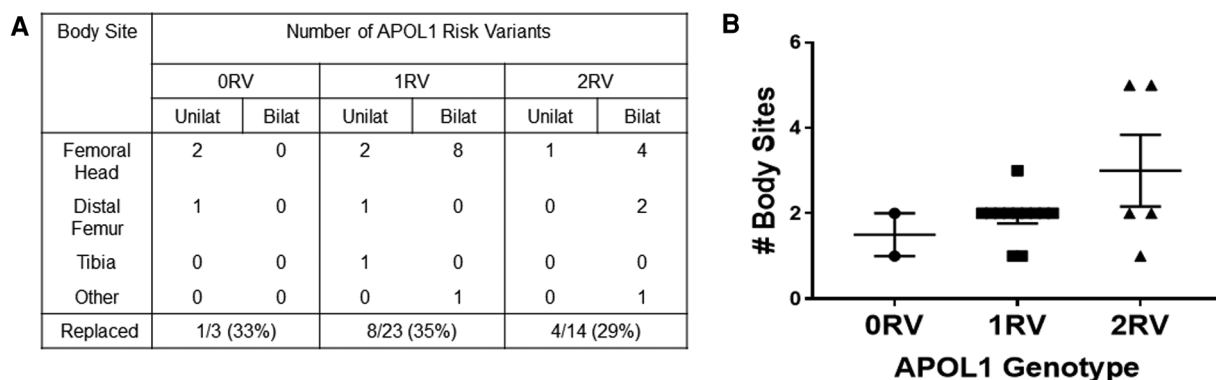 A
Body Site Number of APOL1 Risk Variants
0RV 1RV 2RV
Unilat Bilat Unilat Bilat Unilat Bilat
Femoral 2 0 2 8 1 4
Head
Distal 1 0 1 0 0 2
Femur
Tibia 0 0 1 0 0 0
Other 0 0 0 1 0 1
Replaced 1/3 (33%) 8/23 (35%) 4/14 (29%)
B
# Body Sites
6
4
2
0
0RV 1RV 2RV
APOL1 Genotype